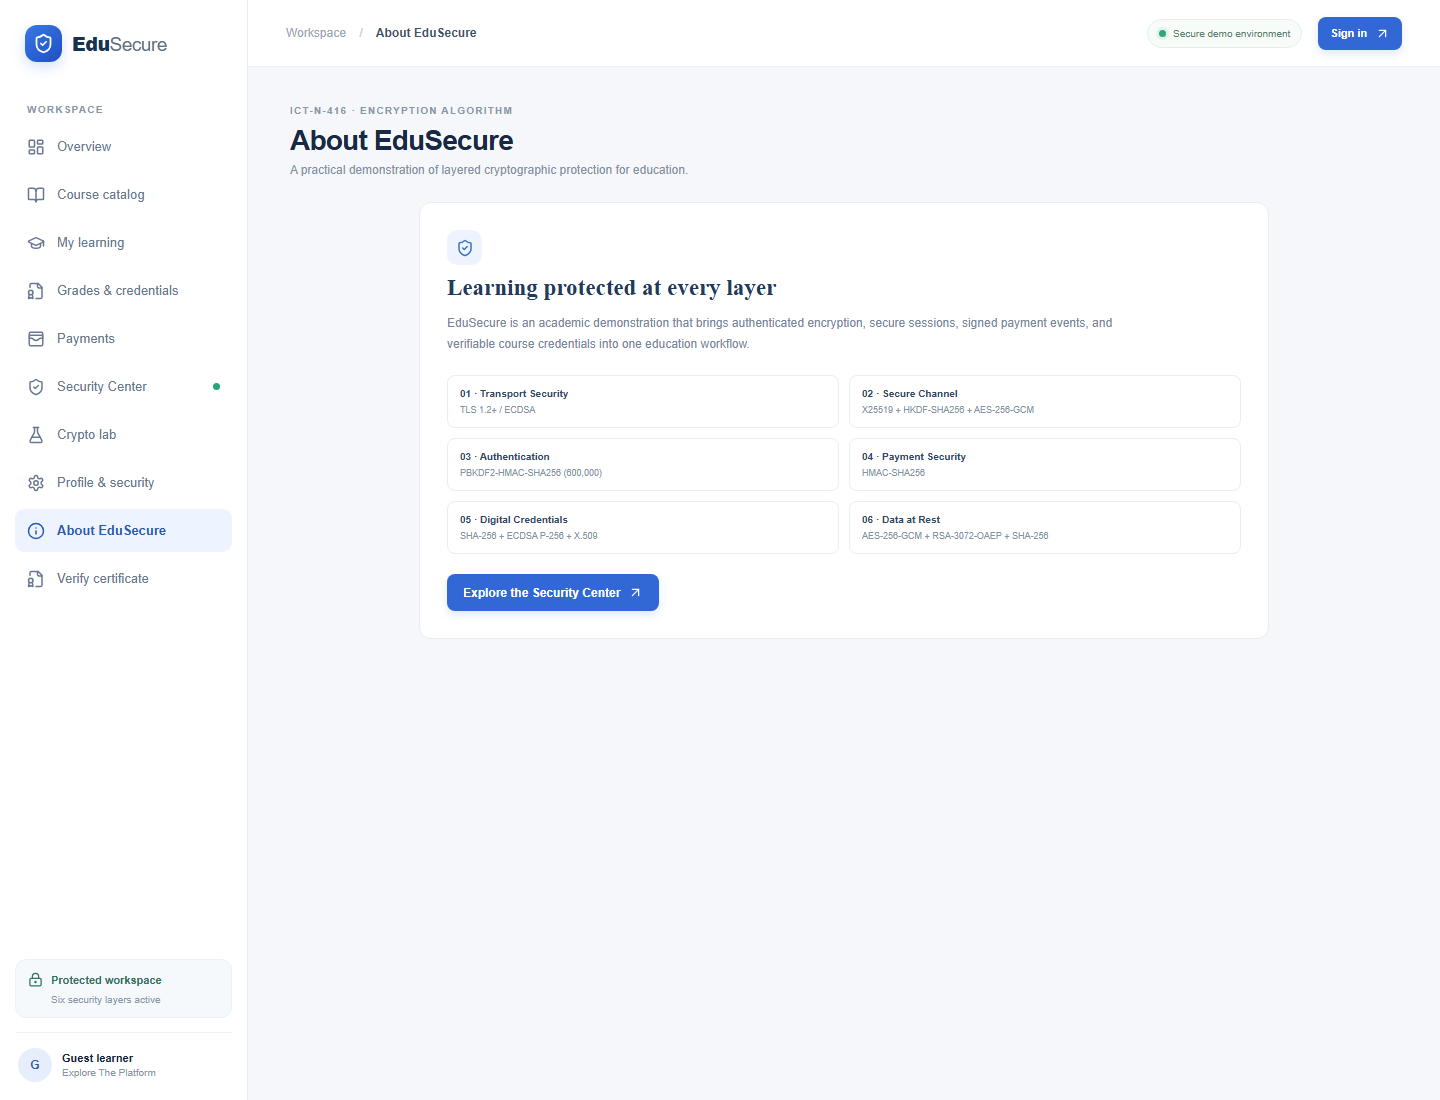 EduSecure
WORKSPACE
Overview
Course catalog
My learning
Grades & credentials
Payments
Security Center
Crypto lab
Profile & security
About EduSecure
Verify certificate
Protected workspace
Six security layers active
G
Guest learner
Explore The Platform
Workspace / About EduSecure
Secure demo environment
Sign in
ICT-N-416 · ENCRYPTION ALGORITHM
About EduSecure
A practical demonstration of layered cryptographic protection for education.
Learning protected at every layer
EduSecure is an academic demonstration that brings authenticated encryption, secure sessions, signed payment events, and
verifiable course credentials into one education workflow.
01 · Transport Security
TLS 1.2+ / ECDSA
02 · Secure Channel
X25519 + HKDF-SHA256 + AES-256-GCM
03 · Authentication
PBKDF2-HMAC-SHA256 (600,000)
04 · Payment Security
HMAC-SHA256
05 · Digital Credentials
SHA-256 + ECDSA P-256 + X.509
06 · Data at Rest
AES-256-GCM + RSA-3072-OAEP + SHA-256
Explore the Security Center